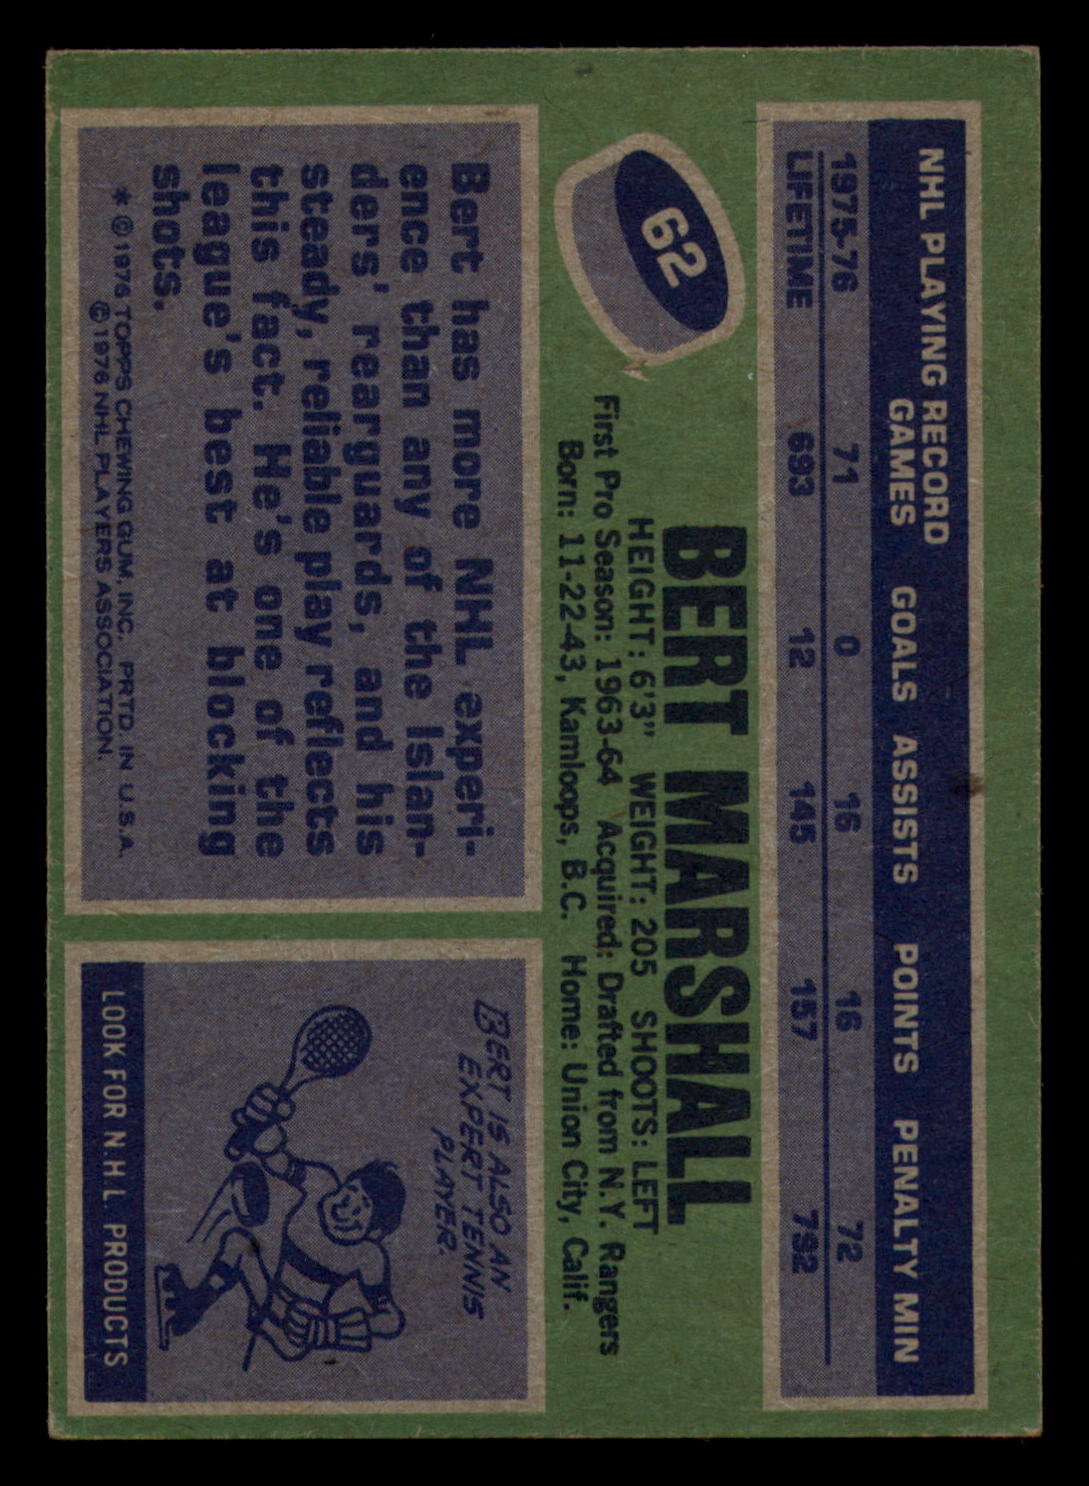 NHL PLAYING RECORD
GAMES GOALS ASSISTS POINTS PENALTY MIN
1975-76 71 0 16 16 72
LIFETIME 693 12 145 157 792
62
BERT MARSHALL
HEIGHT: 6'3" WEIGHT: 205 SHOOTS: LEFT
First Pro Season: 1963-64 Acquired: Drafted from N.Y. Rangers
Born: 11-22-43, Kamloops, B.C. Home: Union City, Calif.
Bert has more NHL experi-
ence than any of the Islan-
ders' rearguards, and his
steady, reliable play reflects
this fact. He's one of the
league's best at blocking
shots.
* © 1976 TOPPS CHEWING GUM, INC. PRTD. IN U.S.A.
© 1976 NHL PLAYERS ASSOCIATION.
BERT IS ALSO AN
EXPERT TENNIS
PLAYER.
LOOK FOR N.H.L. PRODUCTS